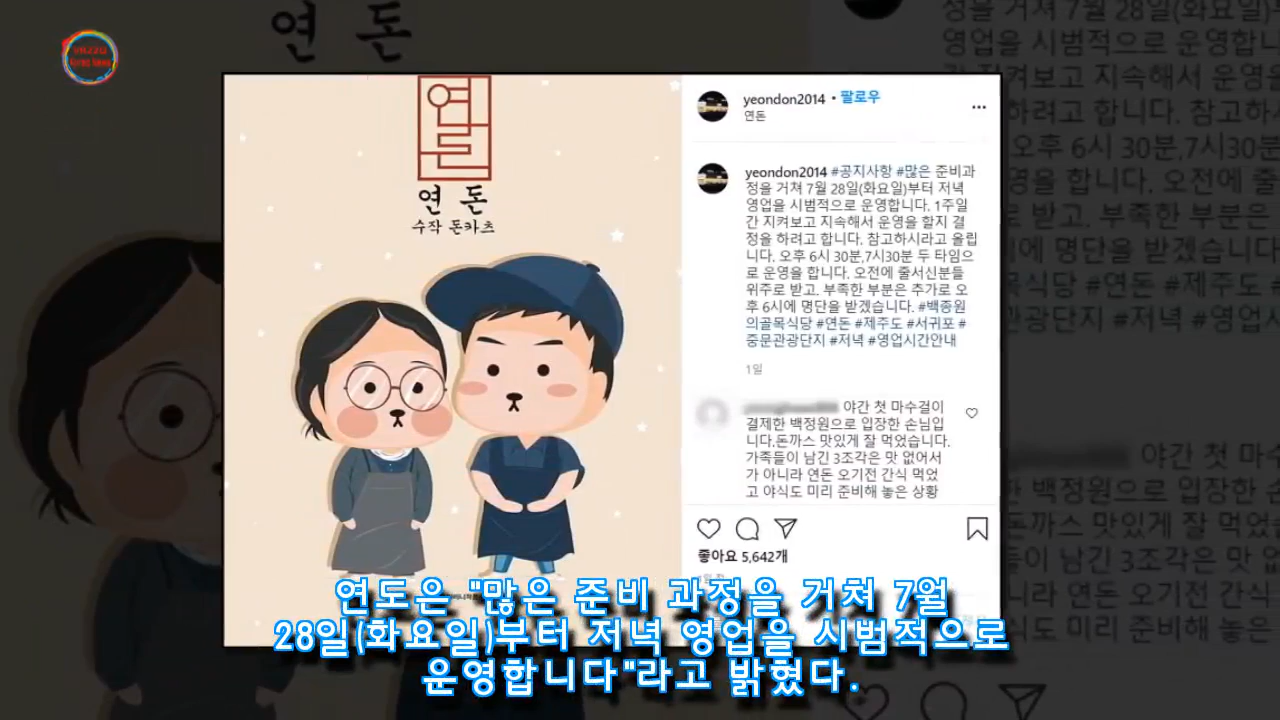 연돈
연돈
수작 돈카츠
yeondon2014 • 팔로우
연돈
yeondon2014 #공지사항 #많은 준비과
정을 거쳐 7월 28일(화요일)부터 저녁
영업을 시범적으로 운영합니다. 1주일
간 지켜보고 지속해서 운영을 할지 결
정을 하려고 합니다. 참고하시라고 올립
니다. 오후 6시 30분,7시30분 두 타임으
로 운영을 합니다. 오전에 줄서신분들
위주로 받고. 부족한 부분은 추가로 오
후 6시에 명단을 받겠습니다. #백종원
의골목식당 #연돈 #제주도 #서귀포 #
중문관광단지 #저녁 #영업시간안내
1일
야간 첫 마수걸이
결제한 백정원으로 입장한 손님입
니다.돈까스 맛있게 잘 먹었습니다.
가족들이 남긴 3조각은 맛 없어서
가 아니라 연돈 오기전 간식 먹었
고 야식도 미리 준비해 놓은 상황
좋아요 5,642개
연도은 "많은 준비 과정을 거쳐 7월
28일(화요일)부터 저녁 영업을 시범적으로
운영합니다"라고 밝혔다.